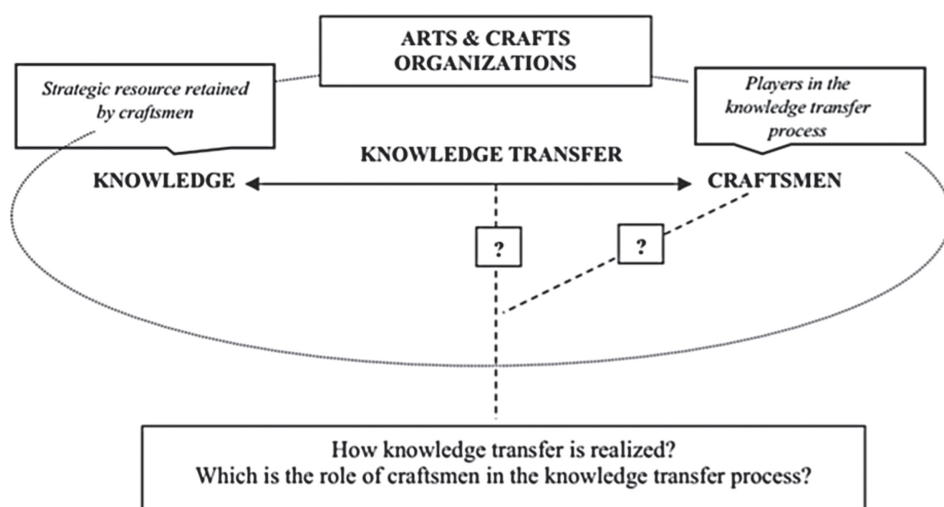 ARTS & CRAFTS
ORGANIZATIONS
Strategic resource retained
by craftsmen
Players in the
knowledge transfer
process
KNOWLEDGE TRANSFER
KNOWLEDGE
CRAFTSMEN
?
?
How knowledge transfer is realized?
Which is the role of craftsmen in the knowledge transfer process?